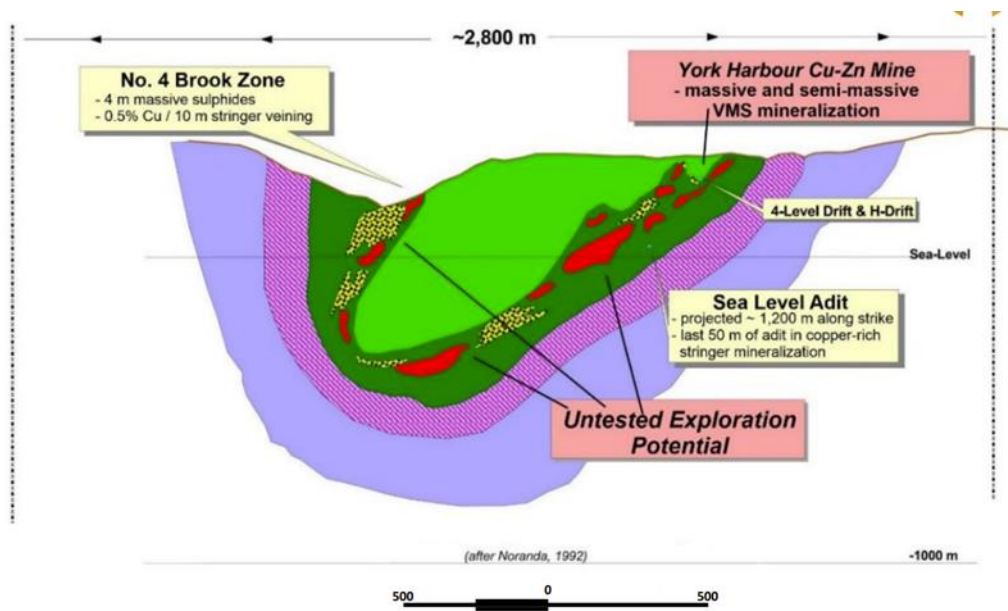 ~2,800 m
No. 4 Brook Zone
- 4 m massive sulphides
- 0.5% Cu / 10 m stringer veining
York Harbour Cu-Zn Mine
- massive and semi-massive
VMS mineralization
4-Level Drift & H-Drift
Sea-Level
Sea Level Adit
- projected ~ 1,200 m along strike
- last 50 m of adit in copper-rich
stringer mineralization
Untested Exploration
Potential
(after Noranda, 1992)
-1000 m
500
0
500